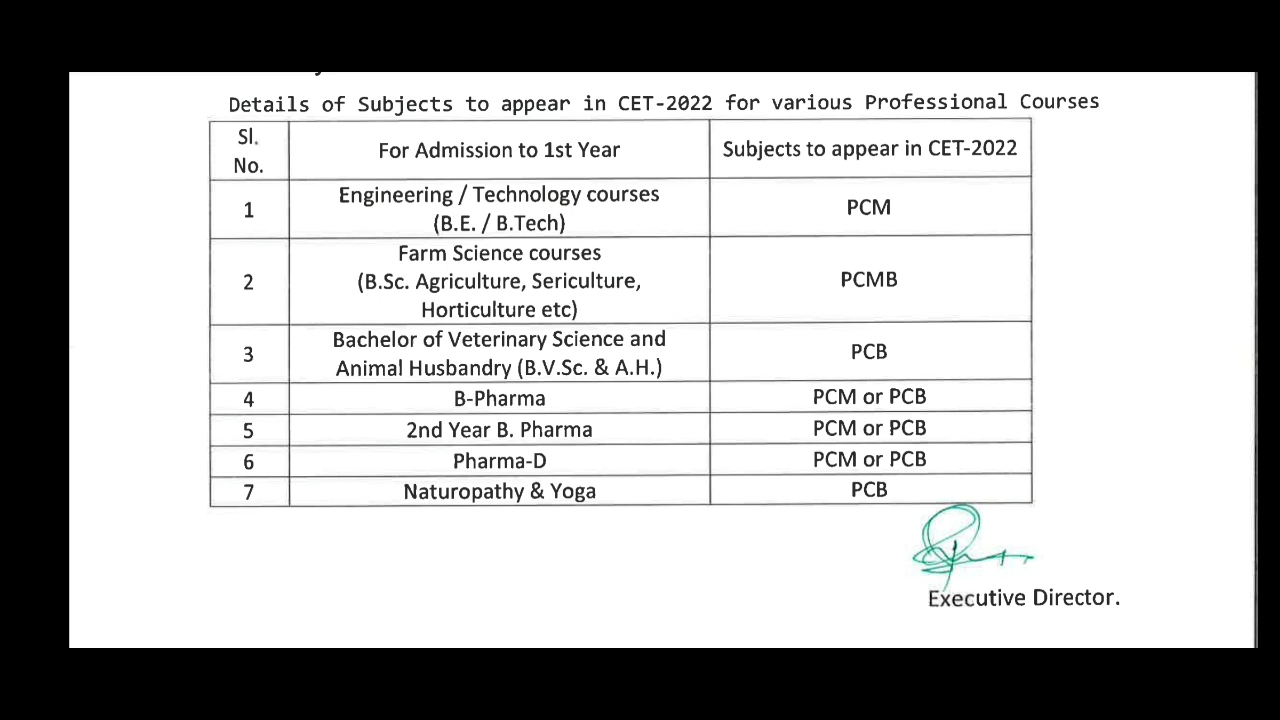 Details of Subjects to appear in CET-2022 for various Professional Courses
Sl.
No.
For Admission to 1st Year
Subjects to appear in CET-2022
1
Engineering / Technology courses
(B.E. / B.Tech)
PCM
2
Farm Science courses
(B.Sc. Agriculture, Sericulture,
Horticulture etc)
PCMB
3
Bachelor of Veterinary Science and
Animal Husbandry (B.V.Sc. & A.H.)
PCB
4
B-Pharma
PCM or PCB
5
2nd Year B. Pharma
PCM or PCB
6
Pharma-D
PCM or PCB
7
Naturopathy & Yoga
PCB
Executive Director.